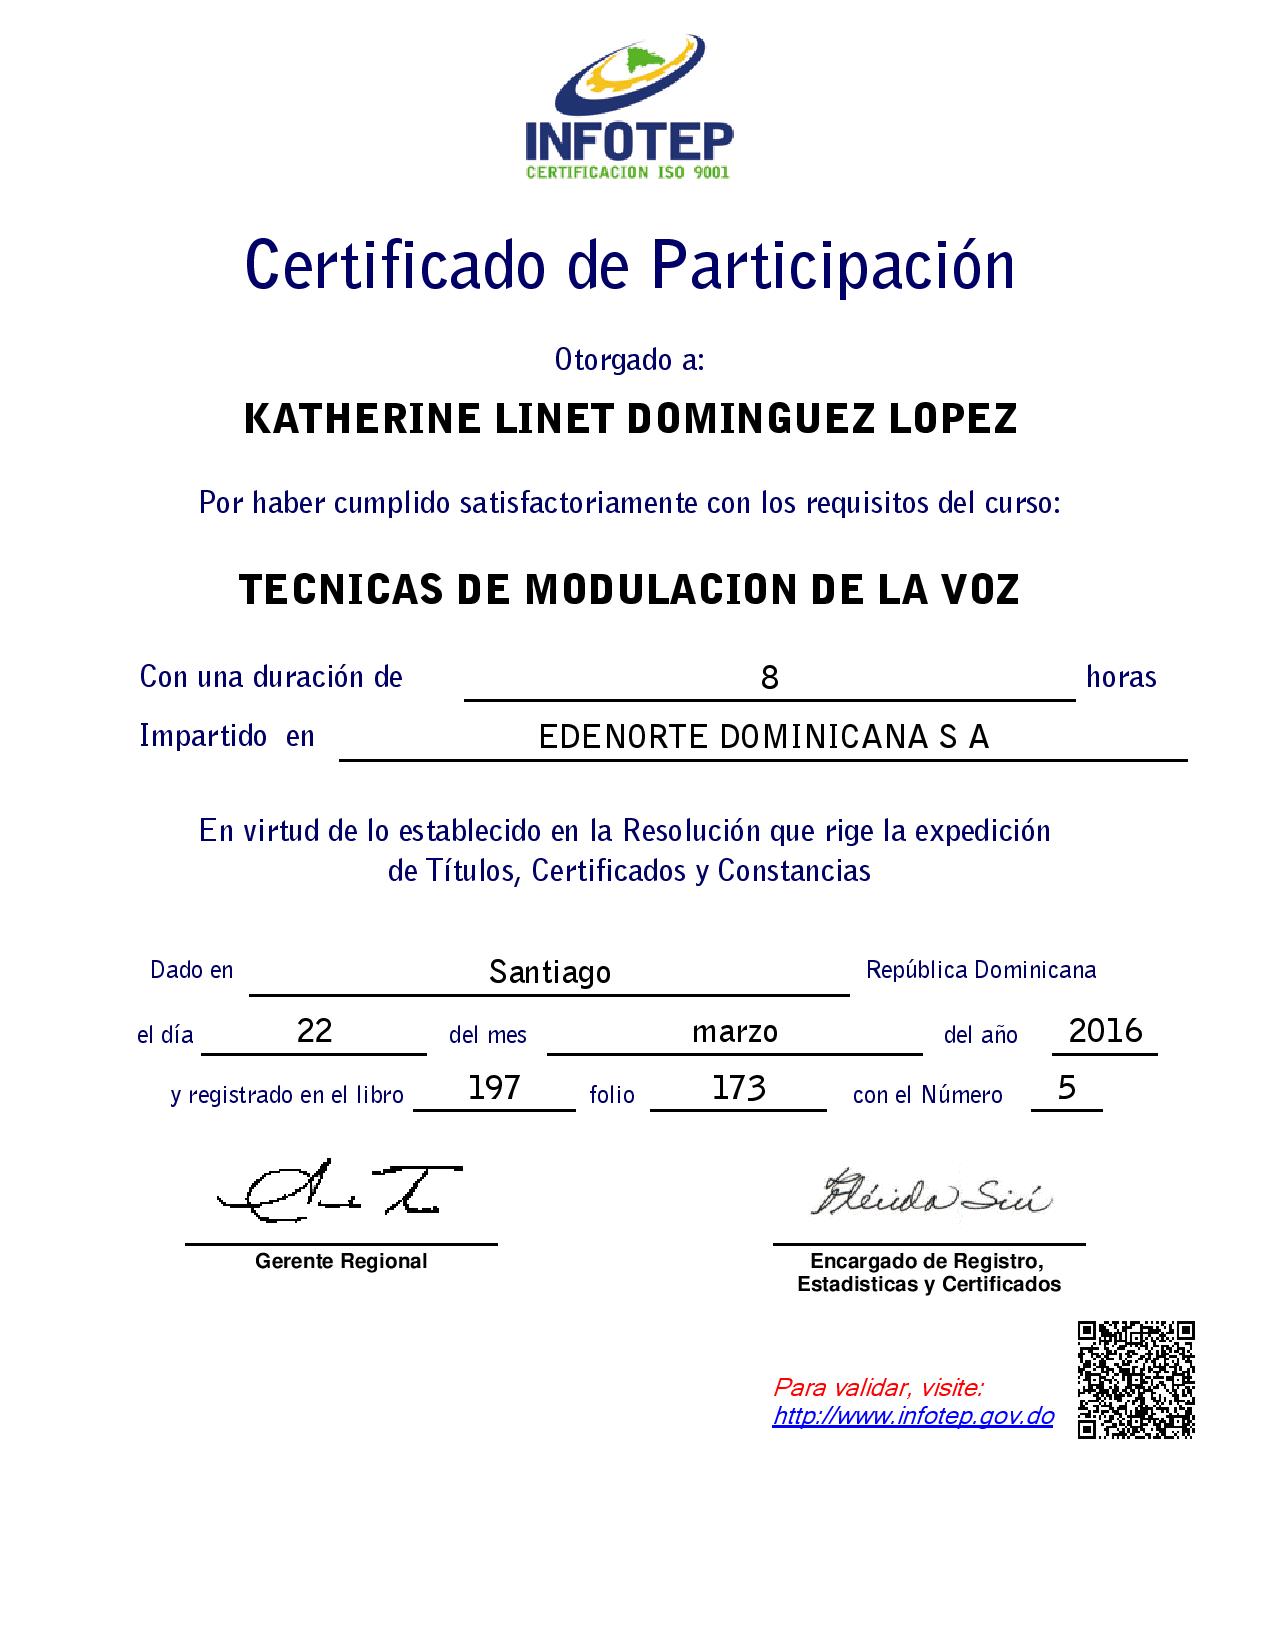 INFOTEP
CERTIFICACION ISO 9001
Certificado de Participación
Otorgado a:
KATHERINE LINET DOMINGUEZ LOPEZ
Por haber cumplido satisfactoriamente con los requisitos del curso:
TECNICAS DE MODULACION DE LA VOZ
Con una duración de 8 horas
Impartido en EDENORTE DOMINICANA S A
En virtud de lo establecido en la Resolución que rige la expedición
de Títulos, Certificados y Constancias
Dado en Santiago República Dominicana
el día 22 del mes marzo del año 2016
y registrado en el libro 197 folio 173 con el Número 5
Flérida Sirí
Gerente Regional Encargado de Registro,
Estadisticas y Certificados
Para validar, visite:
http://www.infotep.gov.do